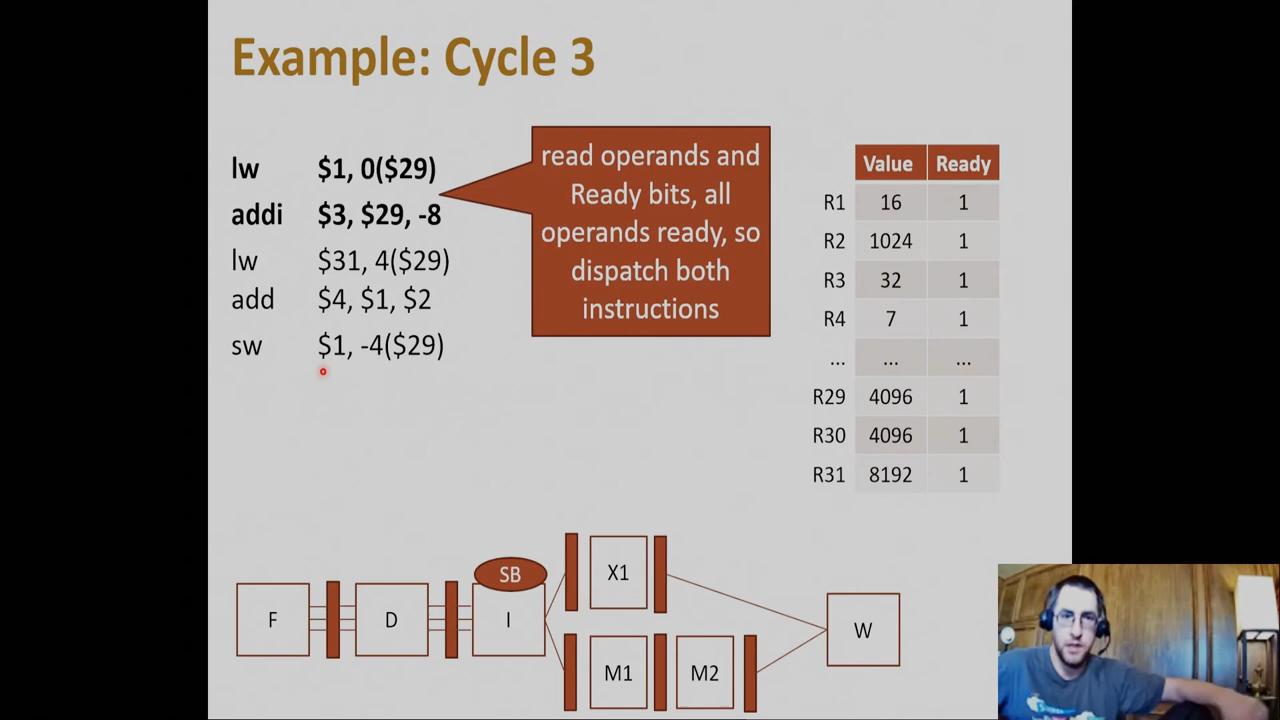 Example: Cycle 3
lw $1, 0($29)
addi $3, $29, -8
lw $31, 4($29)
add $4, $1, $2
sw $1, -4($29)
read operands and
Ready bits, all
operands ready, so
dispatch both
instructions
Value Ready
R1 16 1
R2 1024 1
R3 32 1
R4 7 1
... ... ...
R29 4096 1
R30 4096 1
R31 8192 1
F
D
SB
I
X1
M1
M2
W